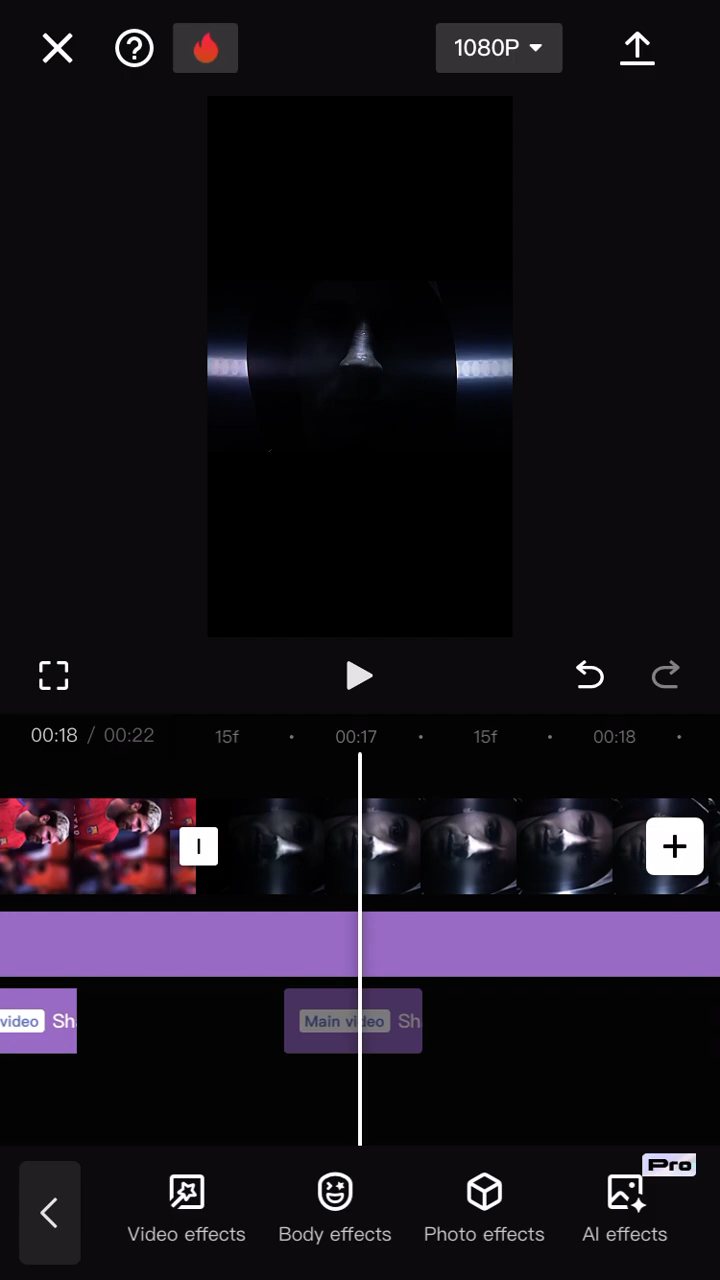 1080P
00:18 / 00:22
15f
00:17
15f
00:18
video Sh
Main video Sh
Pro
Video effects
Body effects
Photo effects
AI effects